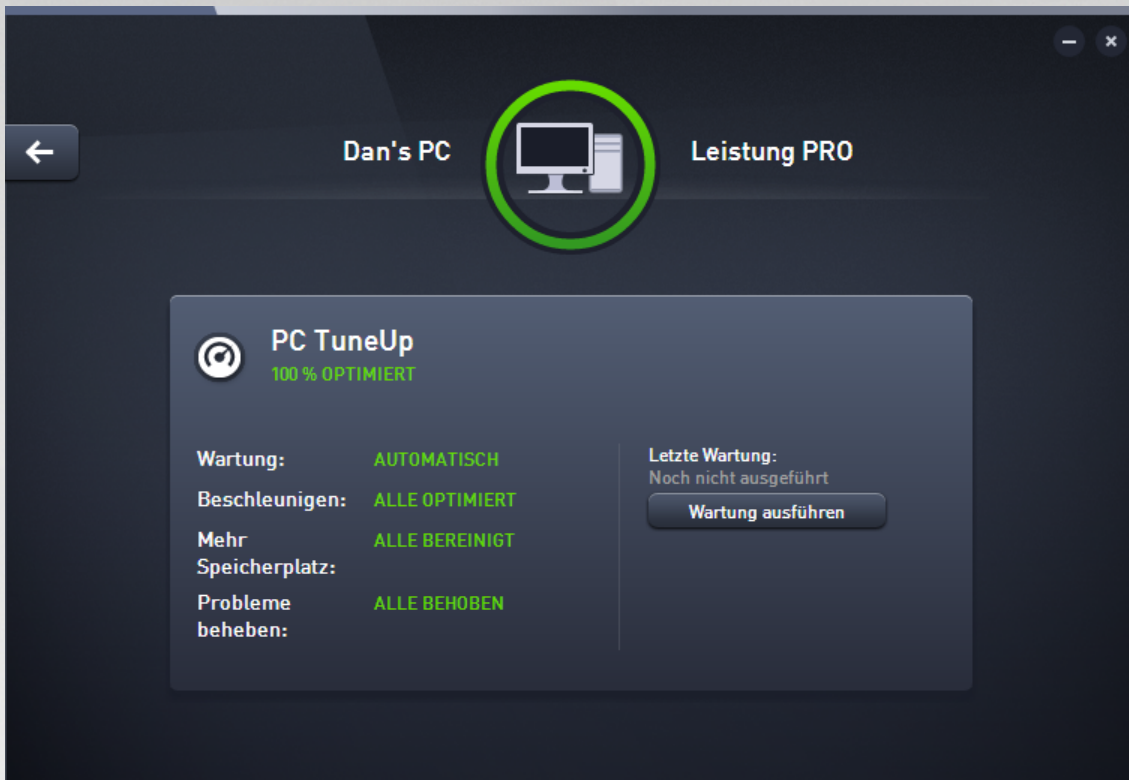 Dan's PC
Leistung PRO
PC TuneUp
100 % OPTIMIERT
Wartung: AUTOMATISCH
Beschleunigen: ALLE OPTIMIERT
Mehr ALLE BEREINIGT
Speicherplatz:
Probleme ALLE BEHOBEN
beheben:
Letzte Wartung:
Noch nicht ausgeführt
Wartung ausführen